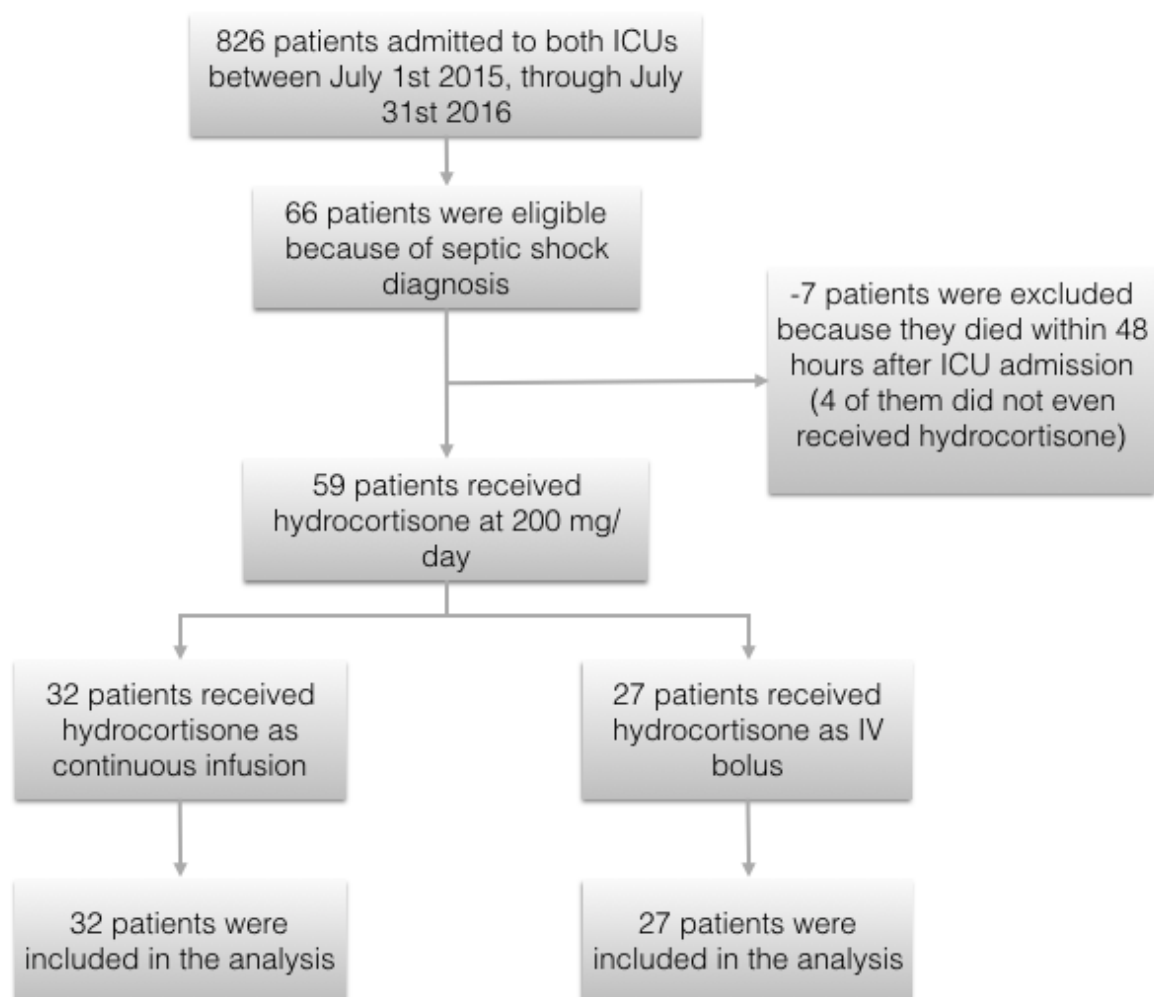 826 patients admitted to both ICUs
between July 1st 2015, through July
31st 2016
66 patients were eligible
because of septic shock
diagnosis
-7 patients were excluded
because they died within 48
hours after ICU admission
(4 of them did not even
received hydrocortisone)
59 patients received
hydrocortisone at 200 mg/
day
32 patients received
hydrocortisone as
continuous infusion
27 patients received
hydrocortisone as IV
bolus
32 patients were
included in the analysis
27 patients were
included in the analysis